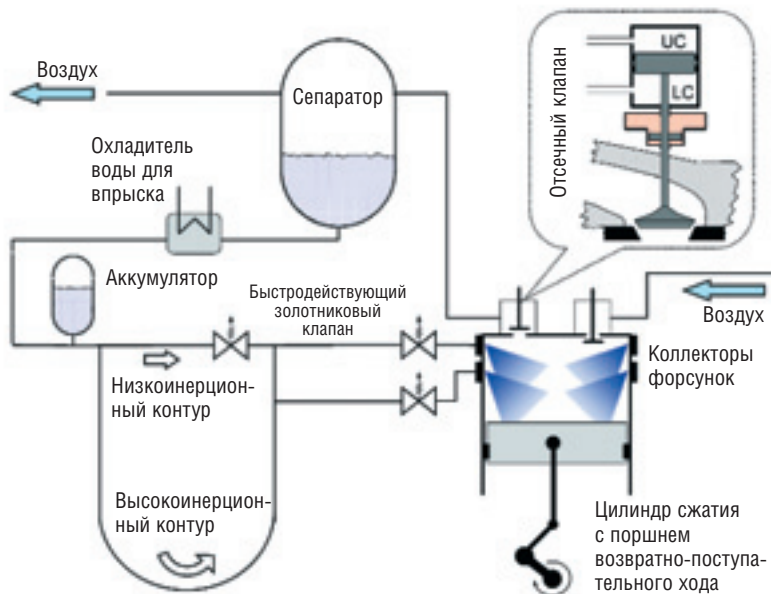 Воздух
Сепаратор
Охладитель
воды для
впрыска
Отсечный клапан
UC
LC
Аккумулятор
Быстродействующий
золотниковый
клапан
Воздух
Низкоинерцион-
ный контур
Коллекторы
форсунок
Высокоинерцион-
ный контур
Цилиндр сжатия
с поршнем
возвратно-поступа-
тельного хода